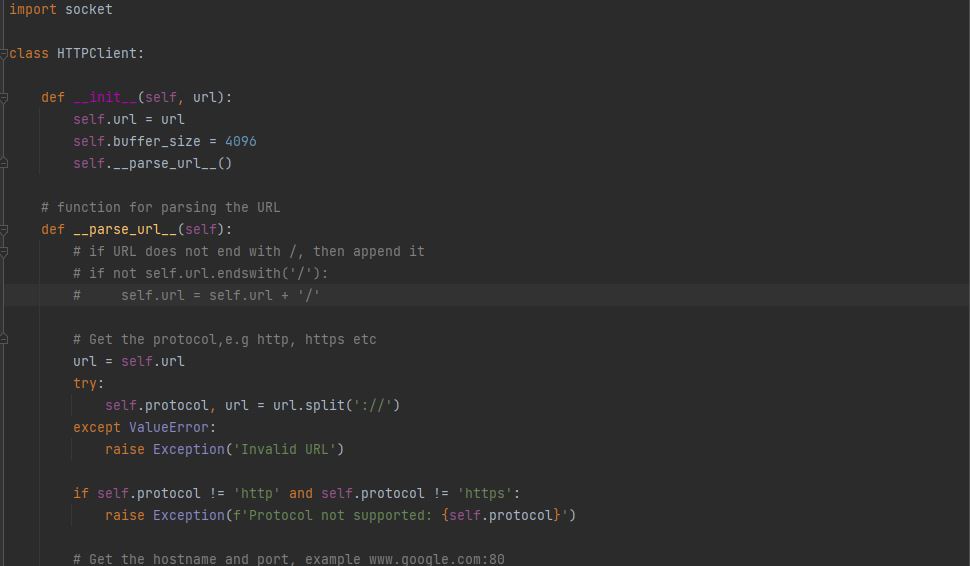 import socket
class HTTPClient:
def __init__(self, url):
self.url = url
self.buffer_size = 4096
self.__parse_url__()
# function for parsing the URL
def __parse_url__(self):
# if URL does not end with /, then append it
# if not self.url.endswith('/'):
#     self.url = self.url + '/'
# Get the protocol,e.g http, https etc
url = self.url
try:
self.protocol, url = url.split('://')
except ValueError:
raise Exception('Invalid URL')
if self.protocol != 'http' and self.protocol != 'https':
raise Exception(f'Protocol not supported: {self.protocol}')
# Get the hostname and port, example www.google.com:80